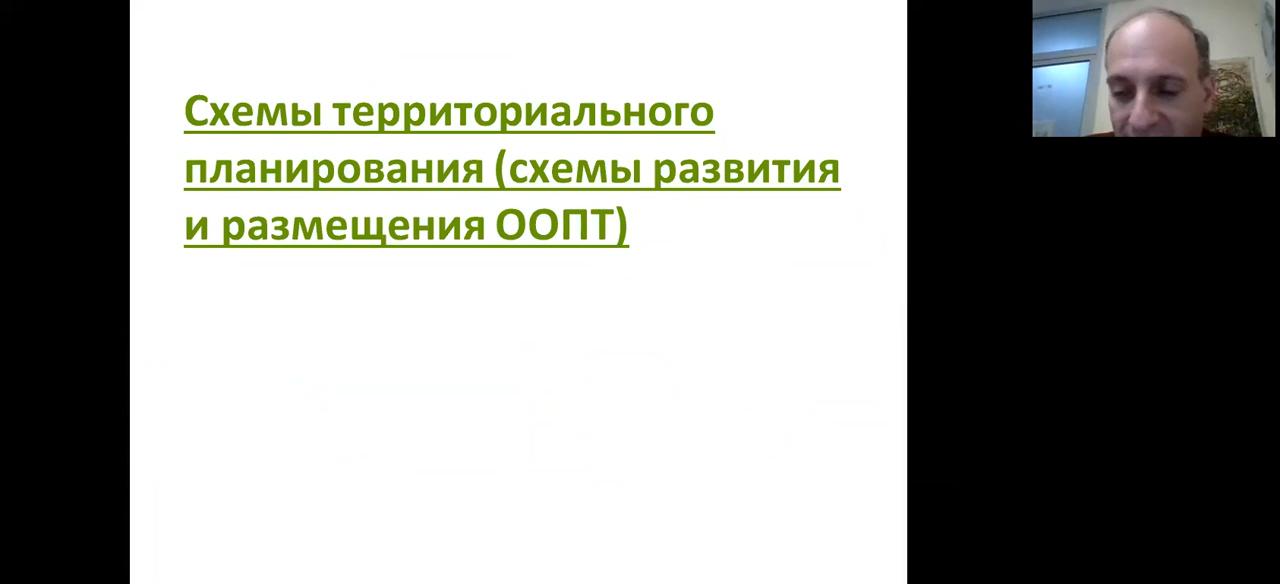 Схемы территориального
планирования (схемы развития
и размещения ООПТ)